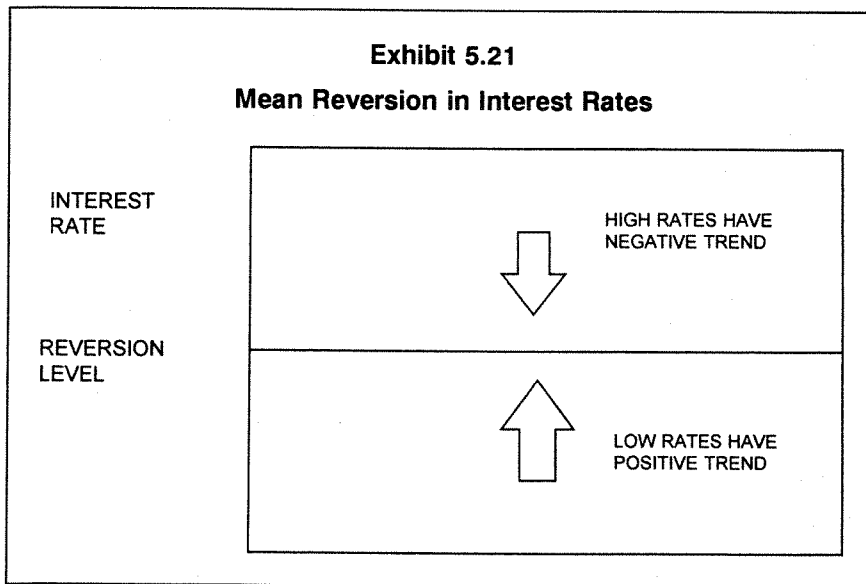 Exhibit 5.21
Mean Reversion in Interest Rates
INTEREST
RATE
HIGH RATES HAVE
NEGATIVE TREND
REVERSION
LEVEL
LOW RATES HAVE
POSITIVE TREND